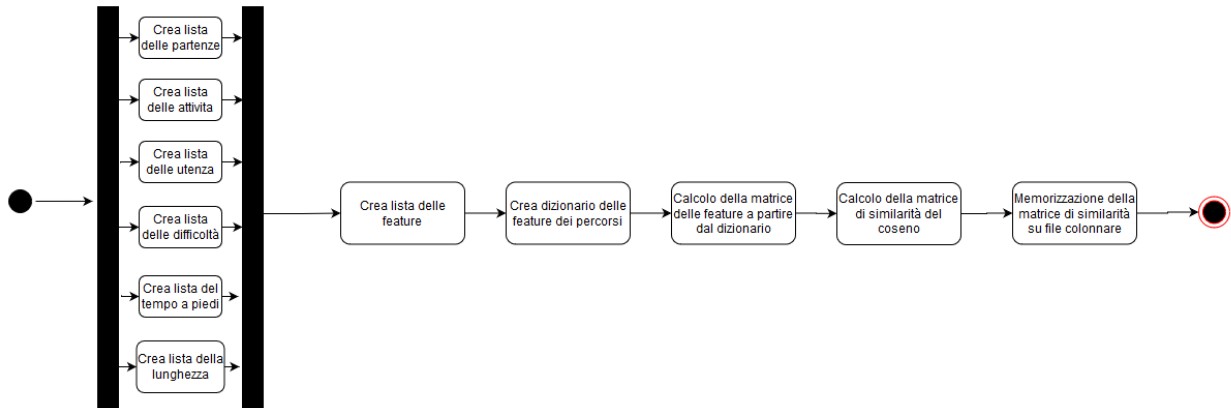 Crea lista
delle partenze
Crea lista
delle attivita
Crea lista
delle utenza
Crea lista
delle difficoltà
Crea lista del
tempo a piedi
Crea lista della
lunghezza
Crea lista delle
feature
Crea dizionario delle
feature dei percorsi
Calcolo della matrice
delle feature a partire
dal dizionario
Calcolo della matrice
di similarità del
coseno
Memorizzazione della
matrice di similarità
su file colonnare